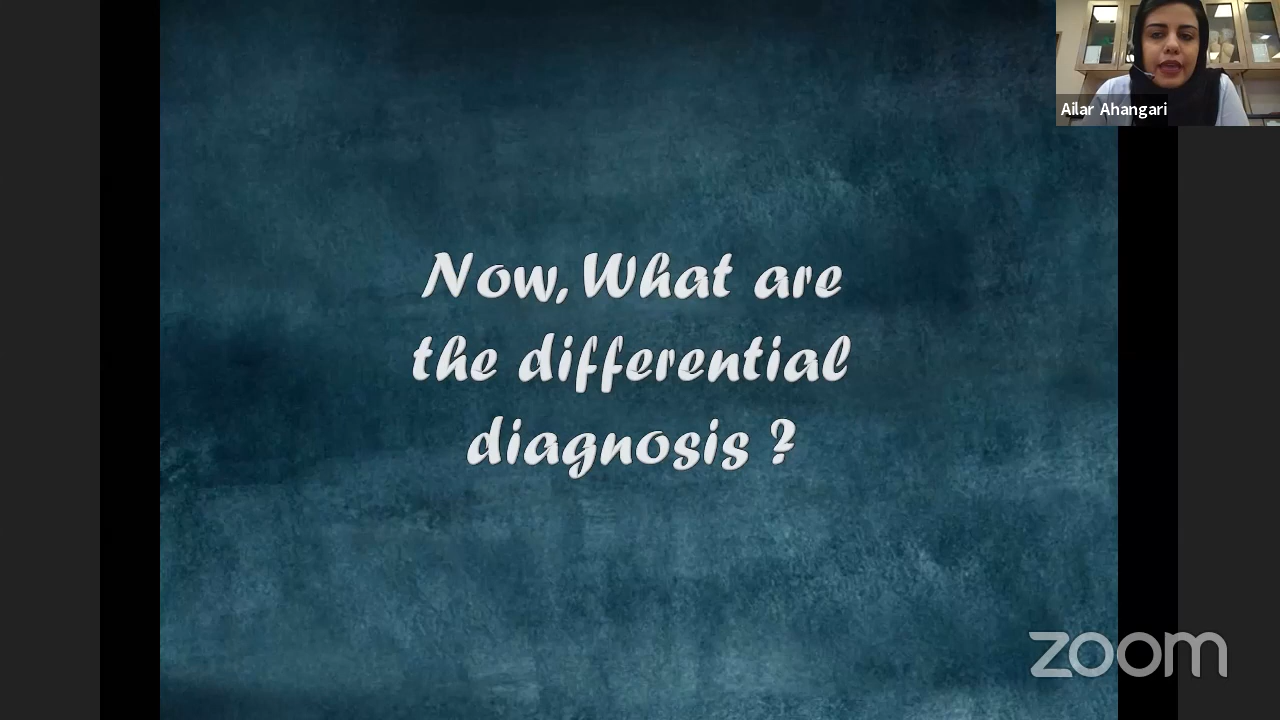 Ailar Ahangari
Now, What are
the differential
diagnosis ?
zoom